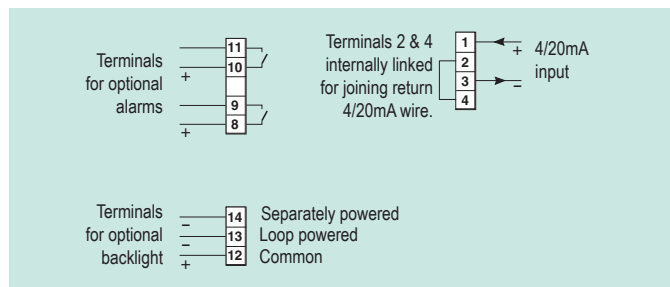 Terminals
for optional
alarms
11
10
+
9
8
+
Terminals 2 & 4
internally linked
for joining return
4/20mA wire.
1
2
3
4
+
−
4/20mA
input
Terminals
for optional
backlight
−
−
+
14 Separately powered
13 Loop powered
12 Common